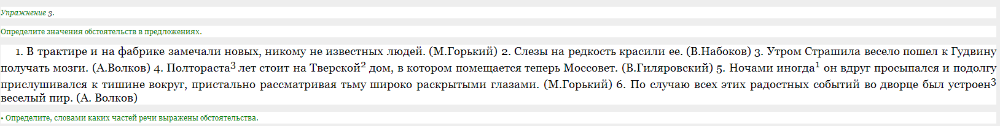 Упражнение 3.
Определите значения обстоятельств в предложениях.
1. В трактире и на фабрике замечали новых, никому не известных людей. (М.Горький) 2. Слезы на редкость красили ее. (В.Набоков) 3. Утром Страшила весело пошел к Гудвину
получать мозги. (А.Волков) 4. Полтораста3 лет стоит на Тверской2 дом, в котором помещается теперь Моссовет. (В.Гиляровский) 5. Ночами иногда1 он вдруг просыпался и подолгу
прислушивался к тишине вокруг, пристально рассматривая тьму широко раскрытыми глазами. (М.Горький) 6. По случаю всех этих радостных событий во дворце был устроен3
веселый пир. (А. Волков)
• Определите, словами каких частей речи выражены обстоятельства.